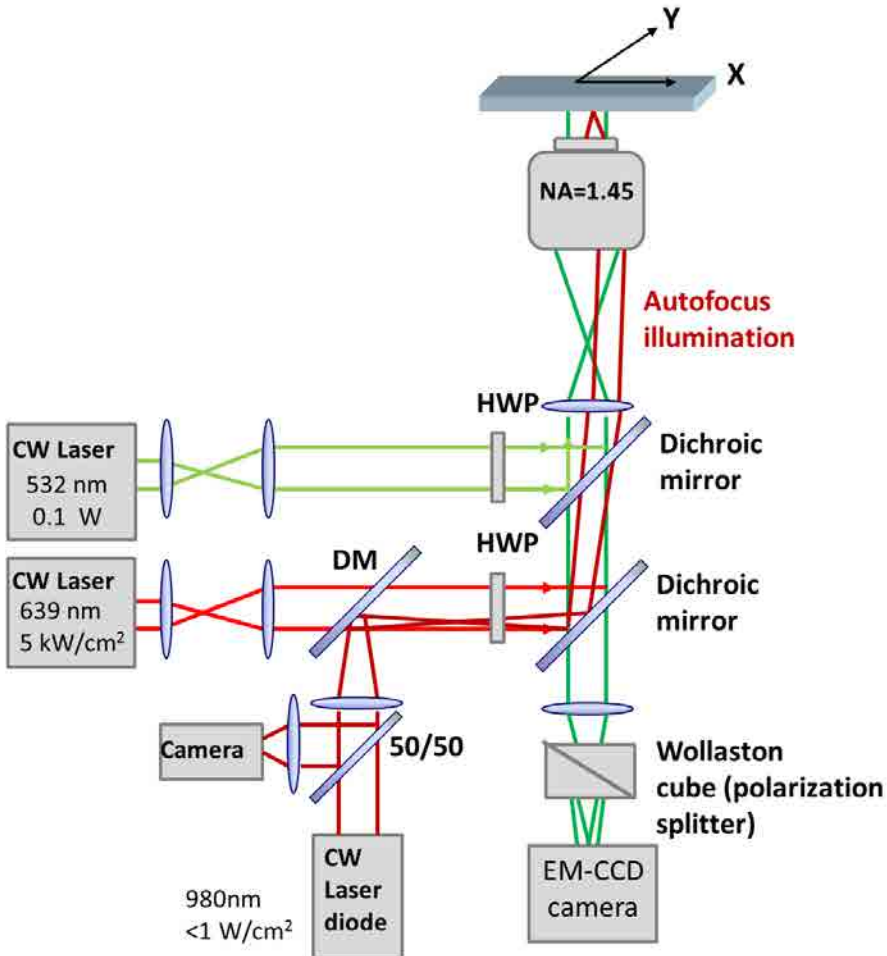 Y
X
NA=1.45
Autofocus
illumination
HWP
CW Laser
532 nm
0.1 W
Dichroic
mirror
HWP
DM
CW Laser
639 nm
5 kW/cm²
Dichroic
mirror
Camera
50/50
Wollaston
cube (polarization
splitter)
CW
Laser
diode
980nm
<1 W/cm²
EM-CCD
camera